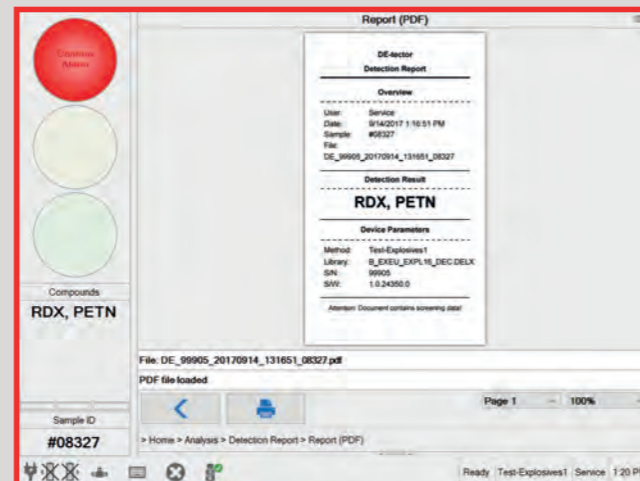 Report (PDF)
DE-tector
Detection Report
Overview
User: Service
Date: 9/14/2017 1:16:51 PM
Sample: #08327
File:
DE_99905_20170914_131651_08327
Detection Result
RDX, PETN
Device Parameters
Method: Test-Explosives1
Library: B_EXEU_EXPL16_DEC.DELX
S/N: 99905
S/W: 1.0.24350.0
Attention: Document contains screening data!
Compounds
RDX, PETN
File: DE_99905_20170914_131651_08327.pdf
PDF file loaded
Page 1 100%
Sample ID
#08327
> Home > Analysis > Detection Report > Report (PDF)
Ready Test-Explosives1 Service 1:20